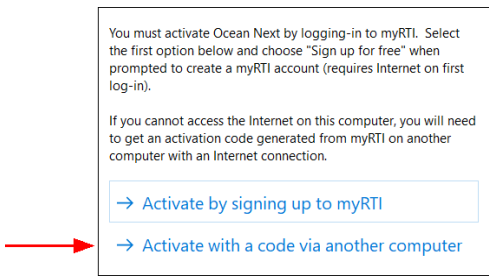 You must activate Ocean Next by logging-in to myRTI.  Select
the first option below and choose "Sign up for free" when
prompted to create a myRTI account (requires Internet on first
log-in).
If you cannot access the Internet on this computer, you will need
to get an activation code generated from myRTI on another
computer with an Internet connection.
→ Activate by signing up to myRTI
→ Activate with a code via another computer